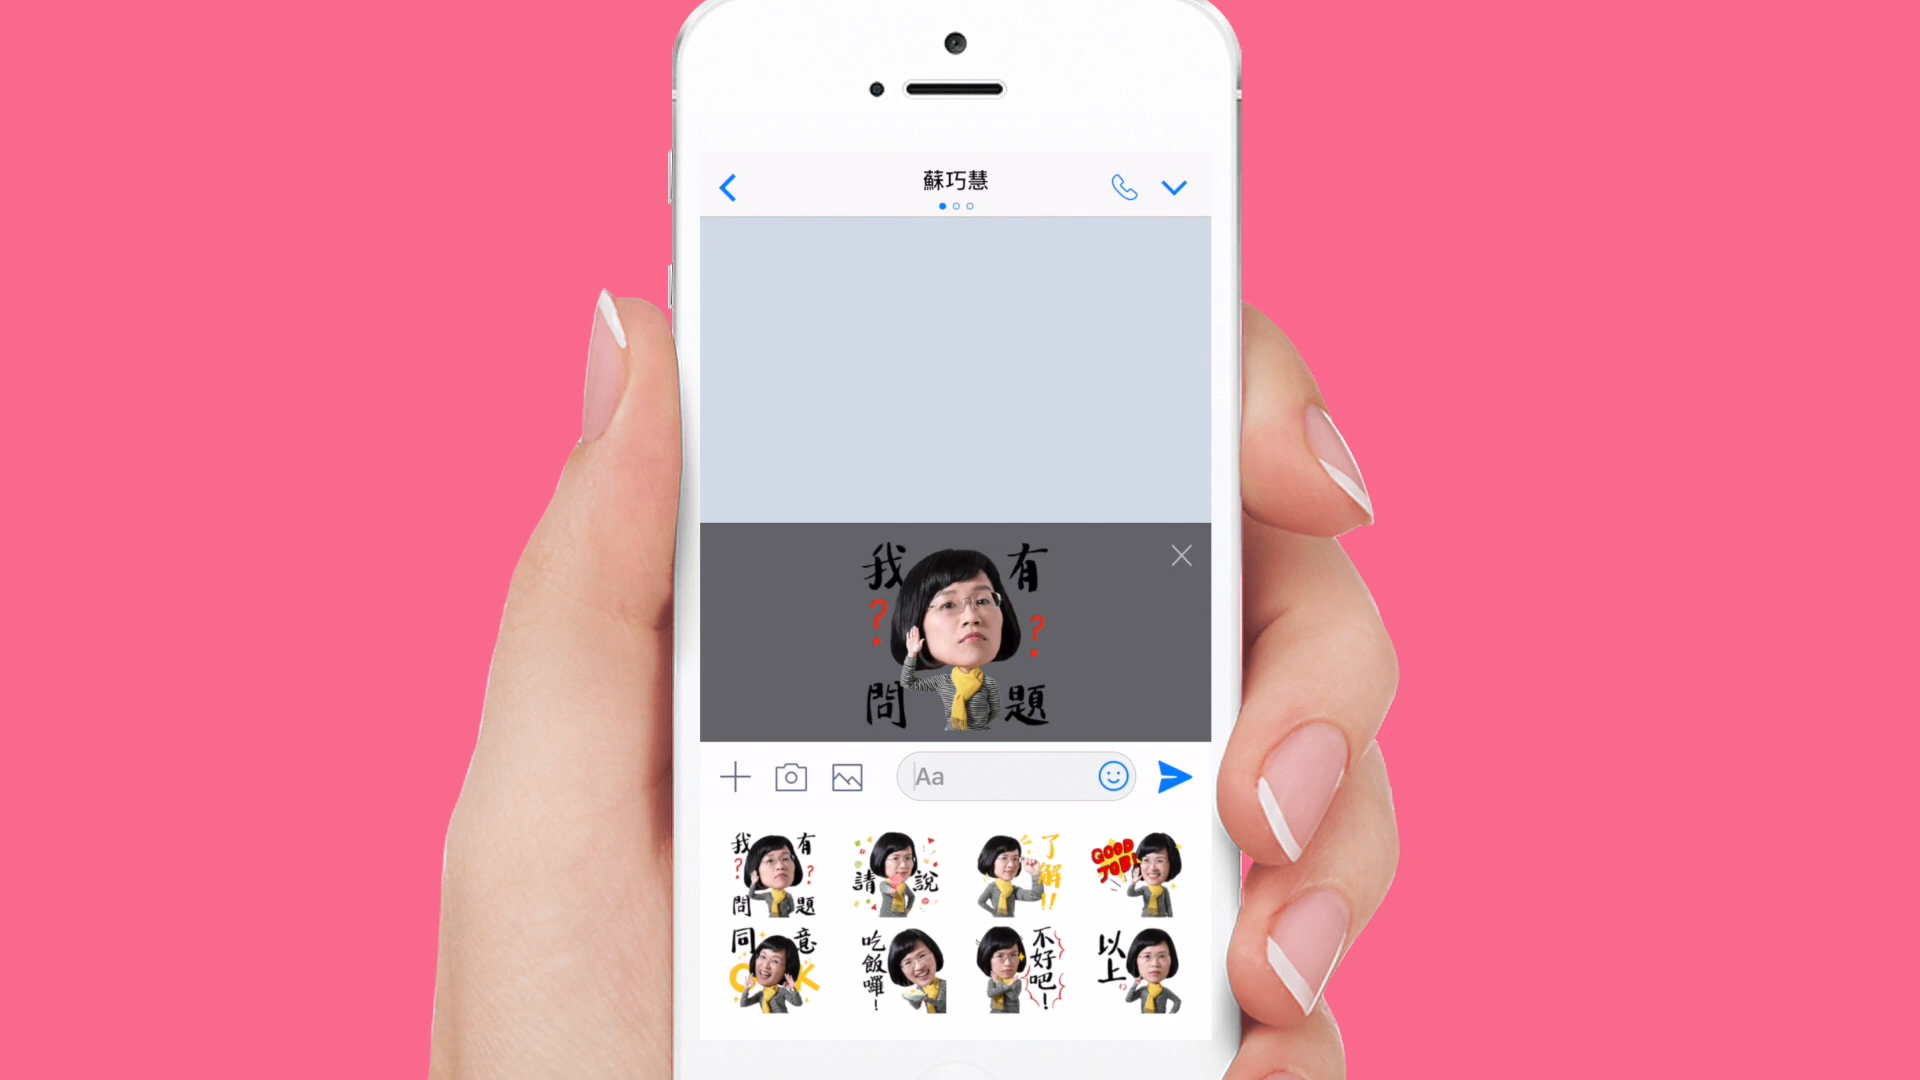 蘇巧慧
我有
??
問題
Aa
我有
??
問題
請說
了解!!
GOOD JOB!
同意
OK
吃飯囉!
不好吧!
以上。